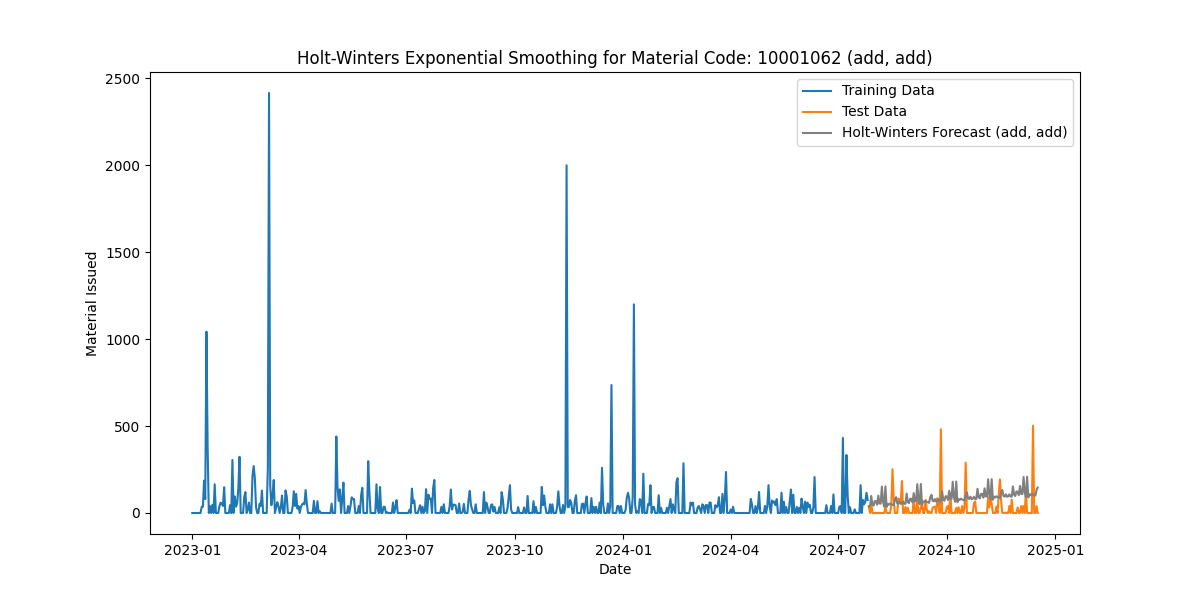 Holt-Winters Exponential Smoothing for Material Code: 10001062 (add, add)
Training Data
Test Data
Holt-Winters Forecast (add, add)
2500
2000
1500
1000
500
0
Material Issued
2023-01 2023-04 2023-07 2023-10 2024-01 2024-04 2024-07 2024-10 2025-01
Date